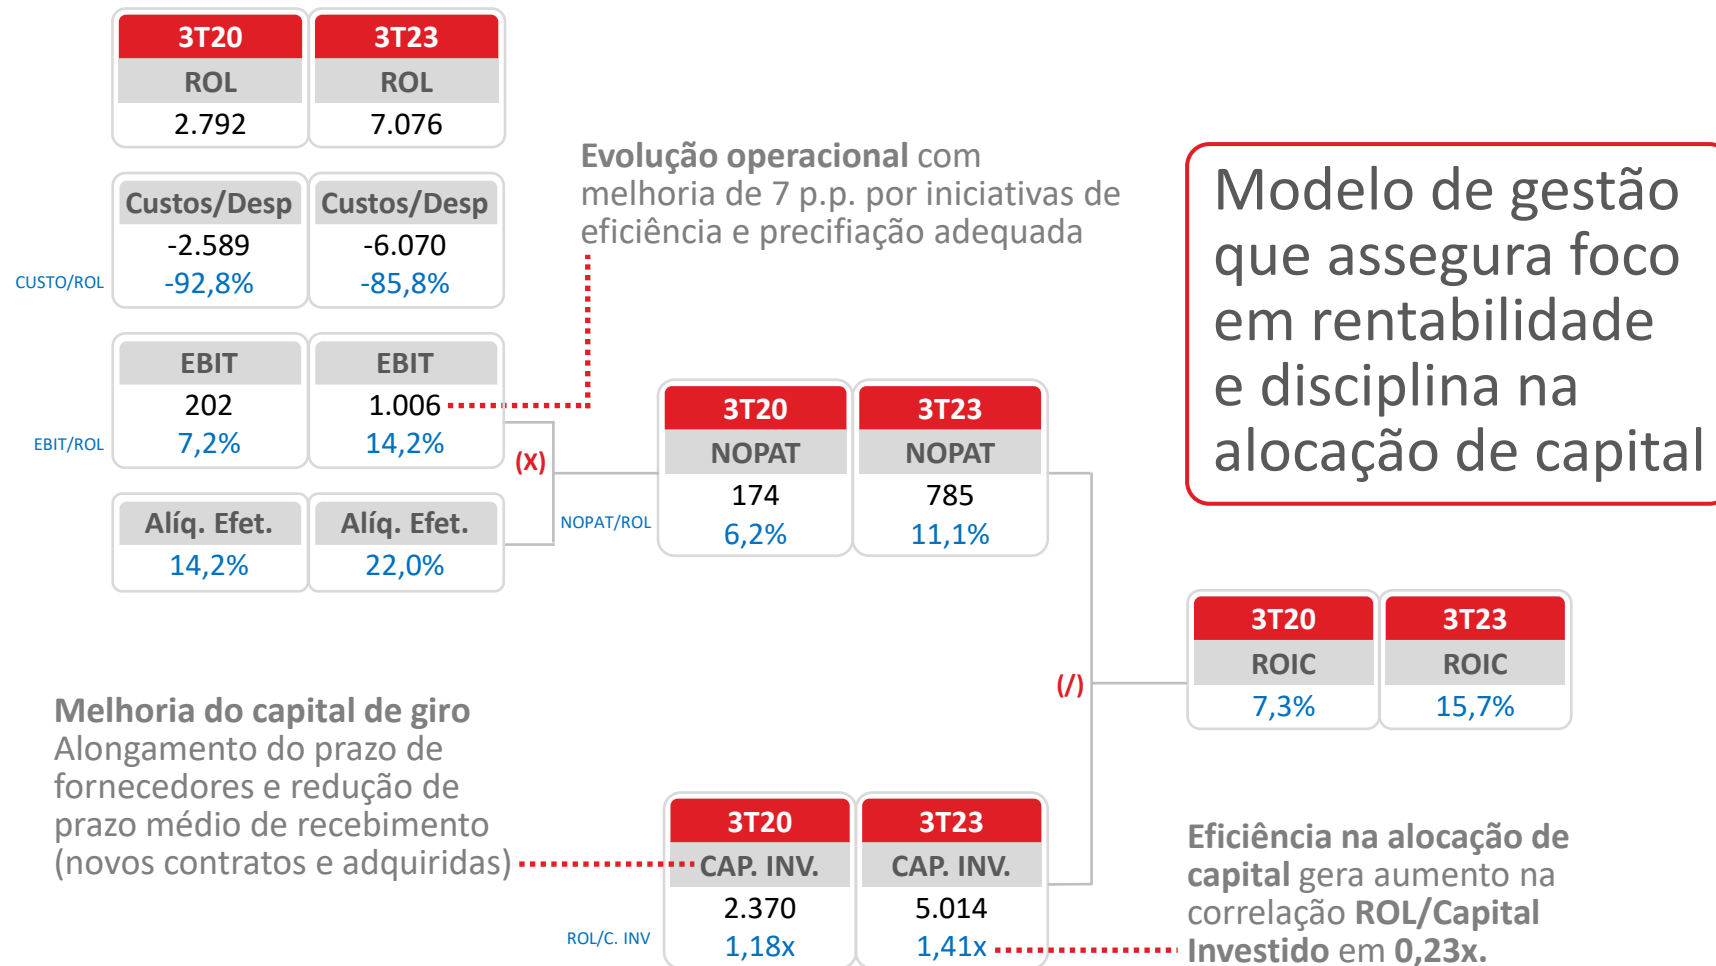 3T20 3T23
ROL ROL
2.792 7.076
Custos/Desp Custos/Desp
-2.589 -6.070
CUSTO/ROL -92,8% -85,8%
EBIT EBIT
202 1.006
EBIT/ROL 7,2% 14,2%
Alíq. Efet. Alíq. Efet.
14,2% 22,0%
(X)
Evolução operacional com
melhoria de 7 p.p. por iniciativas de
eficiência e precifiação adequada
3T20 3T23
NOPAT NOPAT
174 785
NOPAT/ROL 6,2% 11,1%
Modelo de gestão
que assegura foco
em rentabilidade
e disciplina na
alocação de capital
(/)
3T20 3T23
ROIC ROIC
7,3% 15,7%
Melhoria do capital de giro
Alongamento do prazo de
fornecedores e redução de
prazo médio de recebimento
(novos contratos e adquiridas)
3T20 3T23
CAP. INV. CAP. INV.
2.370 5.014
ROL/C. INV 1,18x 1,41x
Eficiência na alocação de
capital gera aumento na
correlação ROL/Capital
Investido em 0,23x.